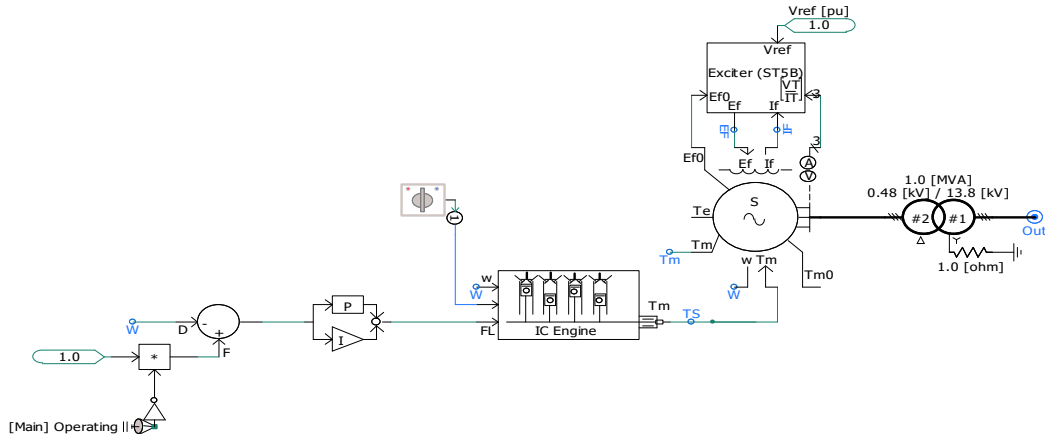 Vref [pu]
1.0
Vref
Exciter (ST5B)
VT
IT
3
Ef0
Ef
If
EF
IF
3
Ef0
Ef
If
A
V
1.0 [MVA]
0.48 [kV] / 13.8 [kV]
S
Te
#2
#1
Out
1
Tm
Tm
w
Tm
Tm0
1.0 [ohm]
w
W
W
Tm
TS
FL
IC Engine
W
D
-
+
F
P
I
1.0
*
[Main] Operating